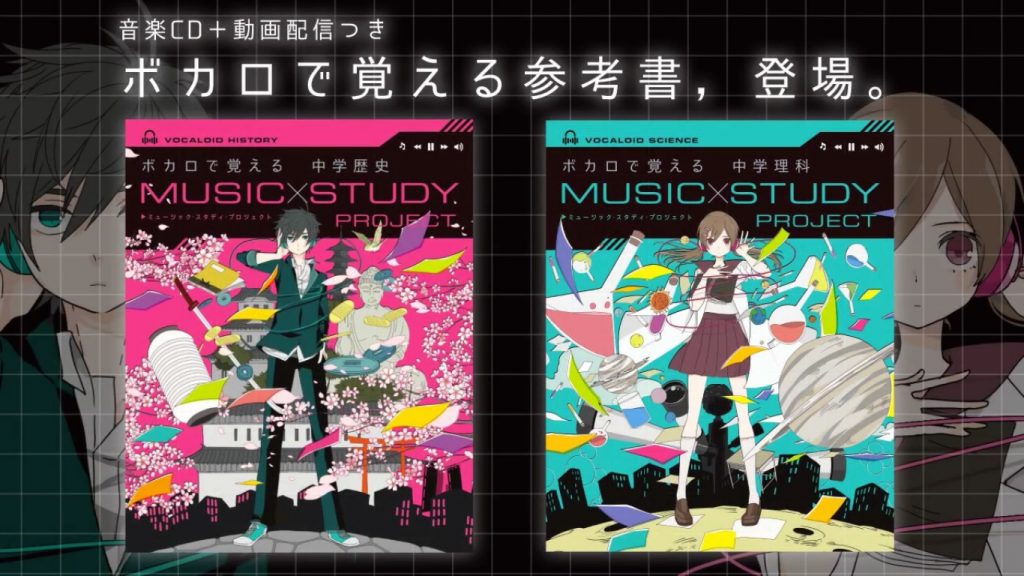 音楽CD＋動画配信つき
ボカロで覚える参考書，登場。
VOCALOID HISTORY
ボカロで覚える 中学歴史
MUSIC×STUDY
▶ミュージック・スタディ・プロジェクト
PROJECT
VOCALOID SCIENCE
ボカロで覚える 中学理科
MUSIC×STUDY
▶ミュージック・スタディ・プロジェクト
PROJECT